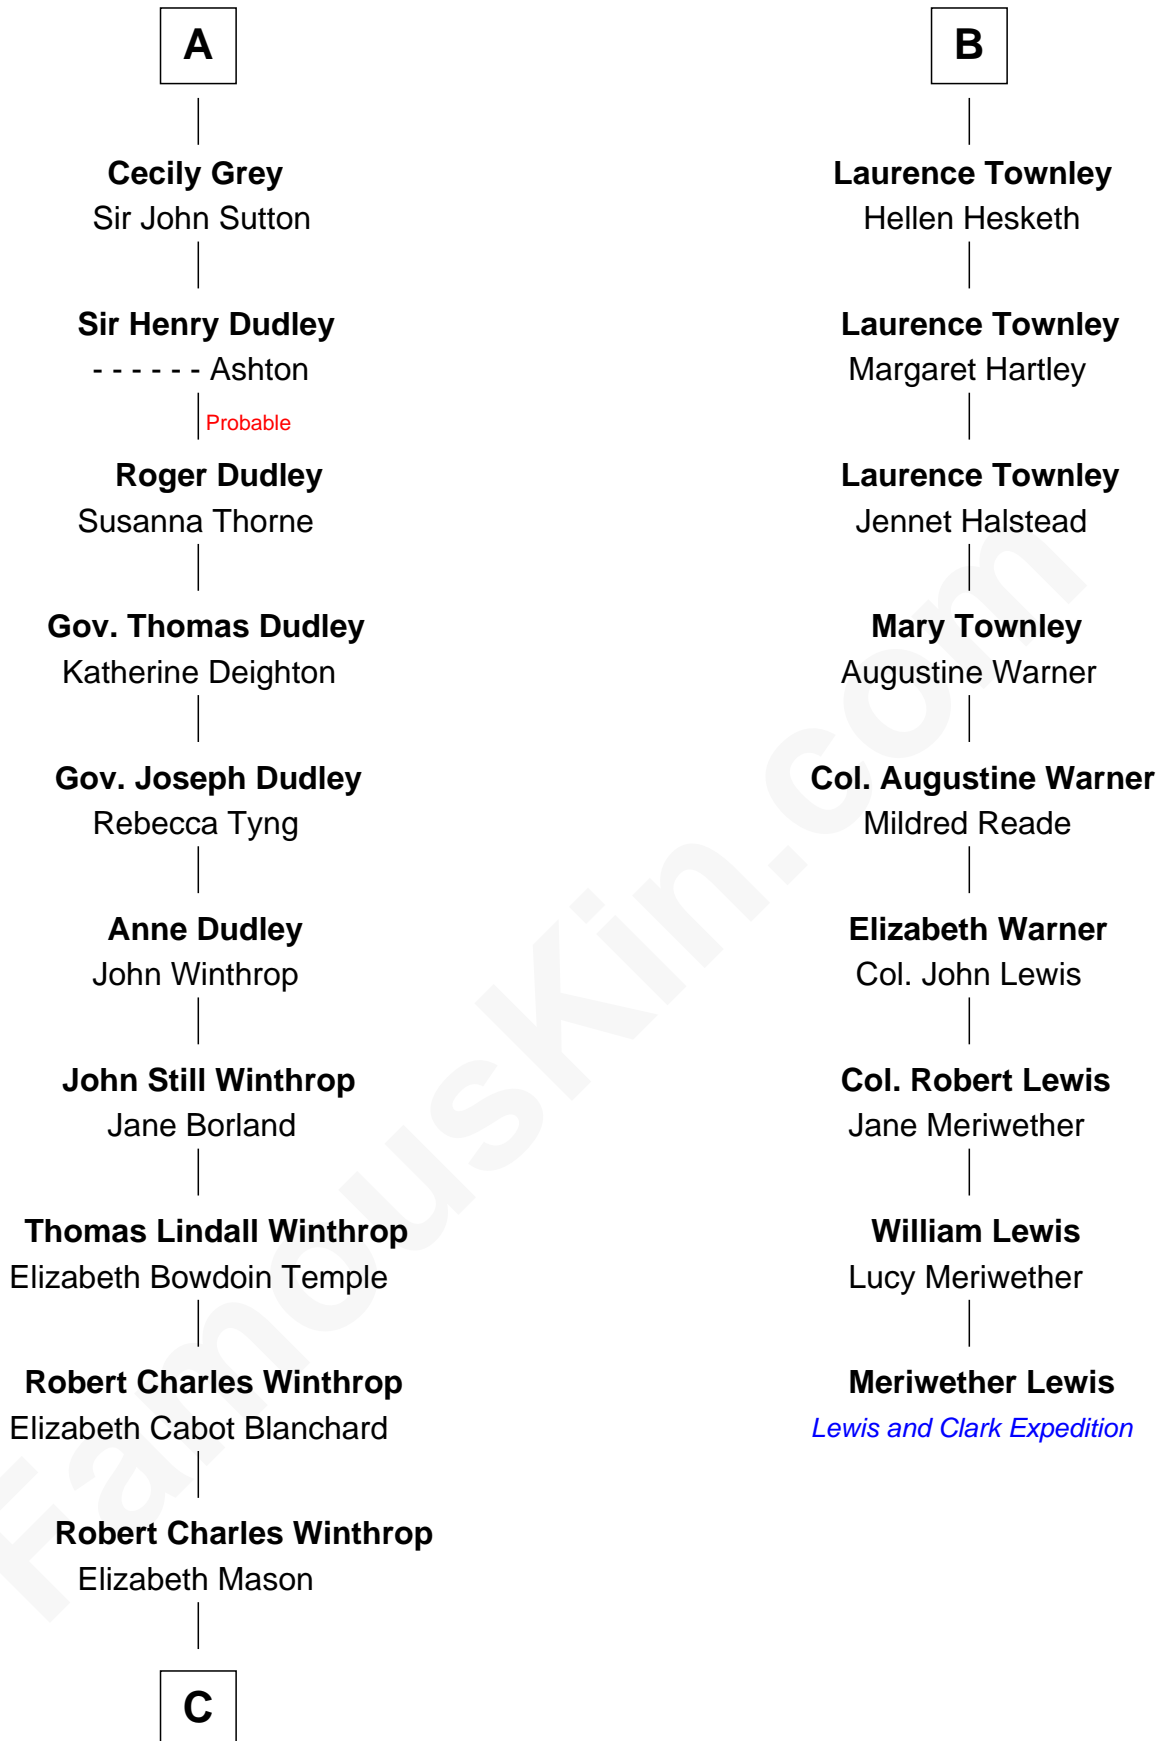 A
Cecily Grey
Sir John Sutton
Sir Henry Dudley
- - - - - - Ashton
Probable
Roger Dudley
Susanna Thorne
Gov. Thomas Dudley
Katherine Deighton
Gov. Joseph Dudley
Rebecca Tyng
Anne Dudley
John Winthrop
John Still Winthrop
Jane Borland
Thomas Lindall Winthrop
Elizabeth Bowdoin Temple
Robert Charles Winthrop
Elizabeth Cabot Blanchard
Robert Charles Winthrop
Elizabeth Mason
C
B
Laurence Townley
Hellen Hesketh
Laurence Townley
Margaret Hartley
Laurence Townley
Jennet Halstead
Mary Townley
Augustine Warner
Col. Augustine Warner
Mildred Reade
Elizabeth Warner
Col. John Lewis
Col. Robert Lewis
Jane Meriwether
William Lewis
Lucy Meriwether
Meriwether Lewis
Lewis and Clark Expedition
FamousKin.com